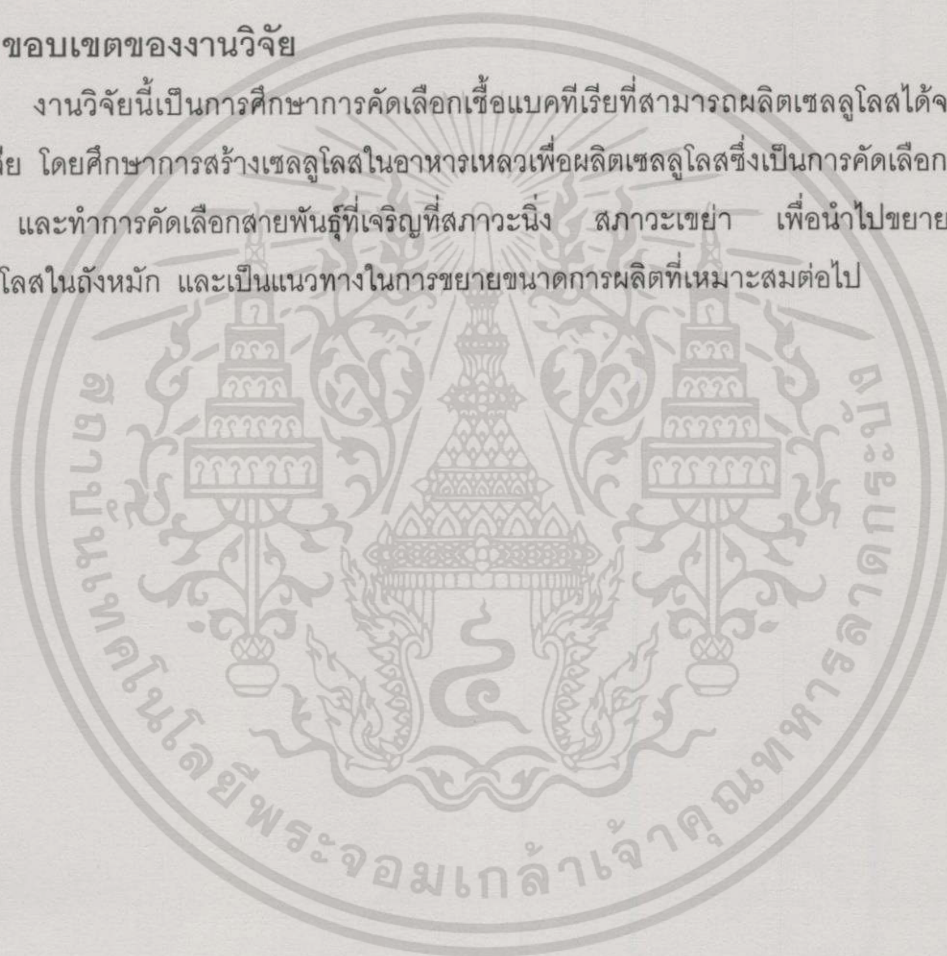 ขอบเขตของงานวิจัย
งานวิจัยนี้เป็นการศึกษาการคัดเลือกเชื้อแบคทีเรียที่สามารถผลิตเซลลูโลสได้จ
ีย โดยศึกษาการสร้างเซลลูโลสในอาหารเหลวเพื่อผลิตเซลลูโลสซึ่งเป็นการคัดเลือก
และทำการคัดเลือกสายพันธุ์ที่เจริญที่สภาวะนิ่ง สภาวะเขย่า เพื่อนำไปขยาย
โลสในถังหมัก และเป็นแนวทางในการขยายขนาดการผลิตที่เหมาะสมต่อไป
สถาบันเทคโนโลยีพระจอมเกล้าเจ้าคุณทหารลาดกระบัง